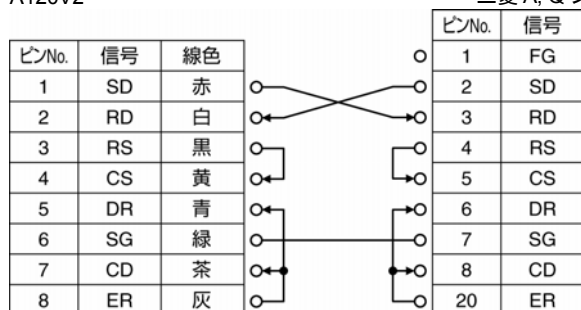 ピンNo. 信号
ピンNo. 信号 線色 1 FG
1 SD 赤 2 SD
2 RD 白 3 RD
3 RS 黒 4 RS
4 CS 黄 5 CS
5 DR 青 6 DR
6 SG 緑 7 SG
7 CD 茶 8 CD
8 ER 灰 20 ER